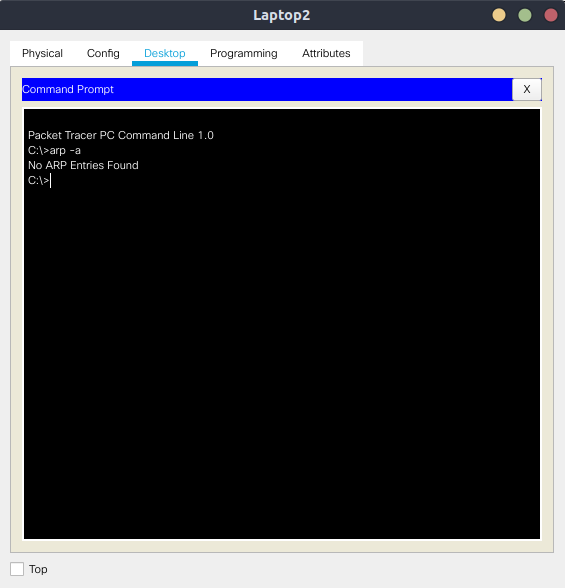 Laptop2
Physical Config Desktop Programming Attributes
Command Prompt X
Packet Tracer PC Command Line 1.0
C:\>arp -a
No ARP Entries Found
C:\>
Top